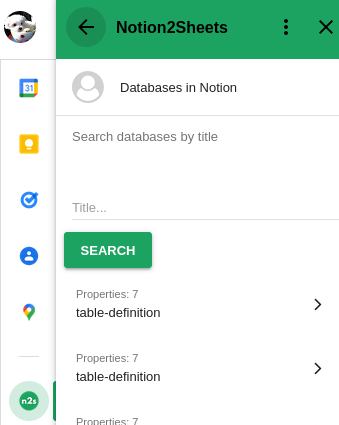 Notion2Sheets
31
Databases in Notion
Search databases by title
Title...
SEARCH
Properties: 7
table-definition
Properties: 7
table-definition
n2s
Properties: 7